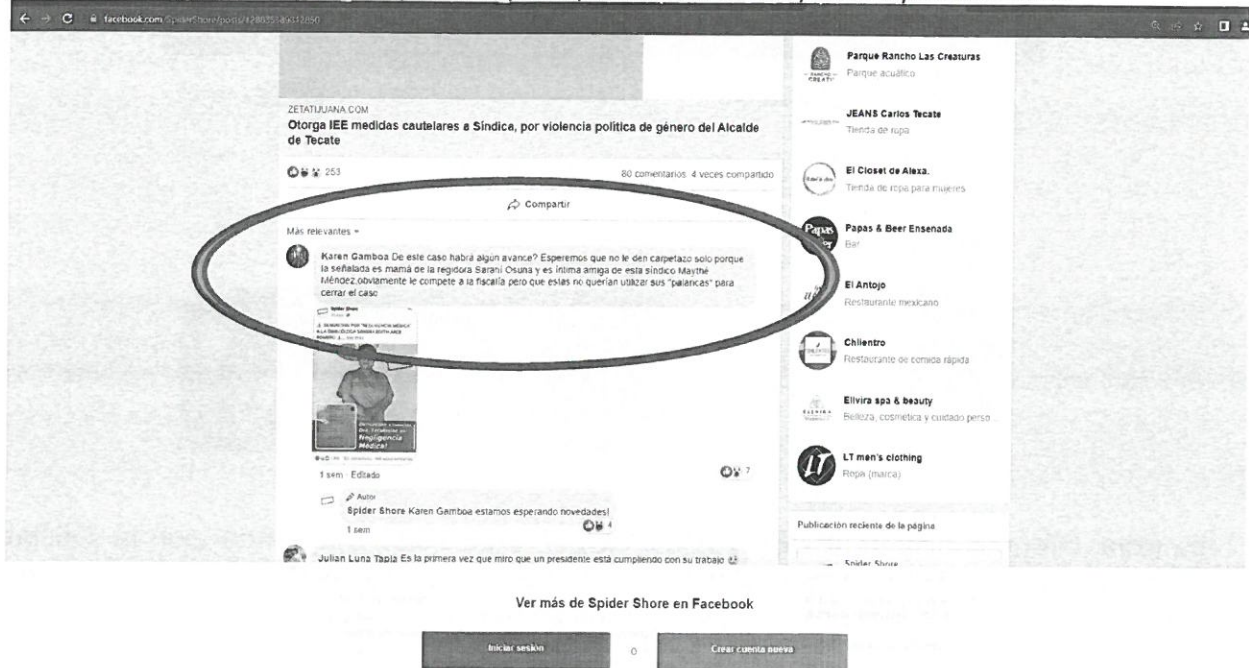 facebook.com
ZETATIJUANA.COM
Otorga IEE medidas cautelares a Síndica, por violencia política de género del Alcalde
de Tecate
253
80 comentarios 4 veces compartido
Compartir
Más relevantes
Karen Gamboa De este caso habrá algún avance? Esperemos que no le den carpetazo solo porque
la señalada es mamá de la regidora Sarani Osuna y es íntima amiga de esta síndico Maythé
Méndez,obviamente le compete a la fiscalía pero que estas no querían utilizar sus "palancas" para
cerrar el caso
Spider Shore
Negligencia
Médica!
1 sem · Editado
7
Autor
Spider Shore Karen Gamboa estamos esperando novedades!
1 sem
4
Julian Luna Tapia Es la primera vez que miro que un presidente está cumpliendo con su trabajo
Parque Rancho Las Creaturas
Parque acuático
JEANS Carlos Tecate
Tienda de ropa
El Closet de Alexa.
Tienda de ropa para mujeres
Papas & Beer Ensenada
Bar
El Antojo
Restaurante mexicano
Chilientro
Restaurante de comida rápida
Ellvira spa & beauty
Belleza, cosmética y cuidado perso...
LT men's clothing
Ropa (marca)
Publicación reciente de la página
Spider Shore
Ver más de Spider Shore en Facebook
Iniciar sesión
o
Crear cuenta nueva